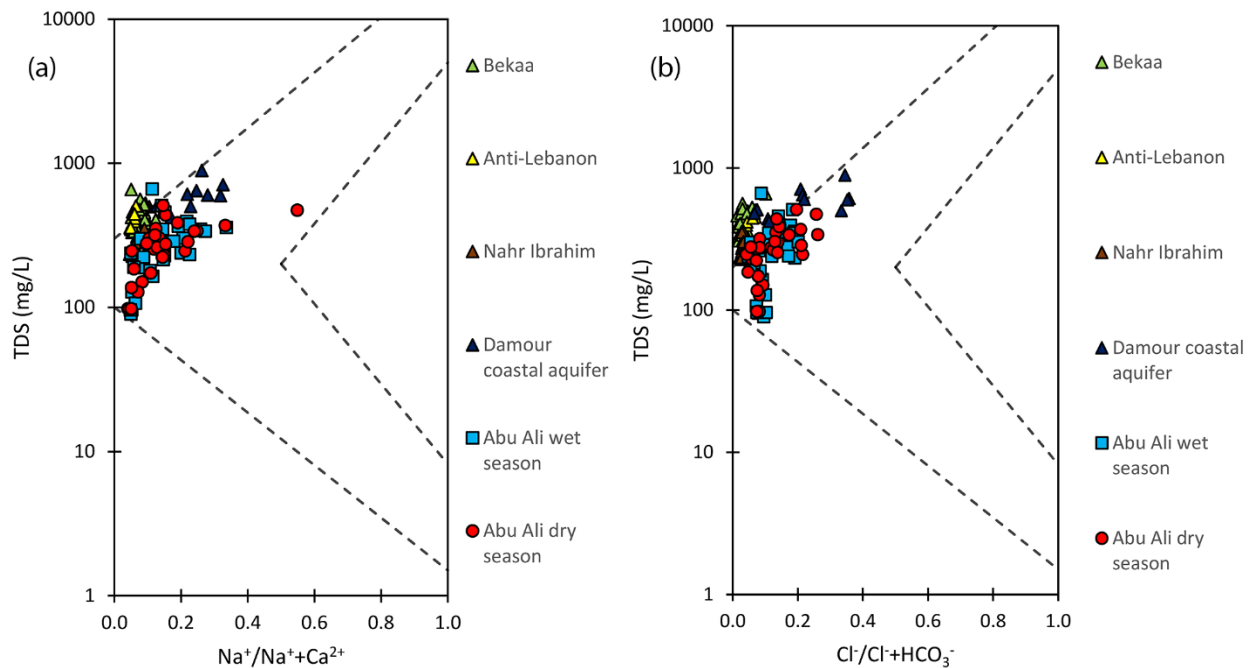 (a)
10000
1000
100
10
1
TDS (mg/L)
0.0 0.2 0.4 0.6 0.8 1.0
Na⁺/Na⁺+Ca²⁺
Bekaa
Anti-Lebanon
Nahr Ibrahim
Damour
coastal aquifer
Abu Ali wet
season
Abu Ali dry
season
(b)
10000
1000
100
10
1
TDS (mg/L)
0.0 0.2 0.4 0.6 0.8 1.0
Cl⁻/Cl⁻+HCO₃⁻
Bekaa
Anti-Lebanon
Nahr Ibrahim
Damour coastal
aquifer
Abu Ali wet
season
Abu Ali dry
season